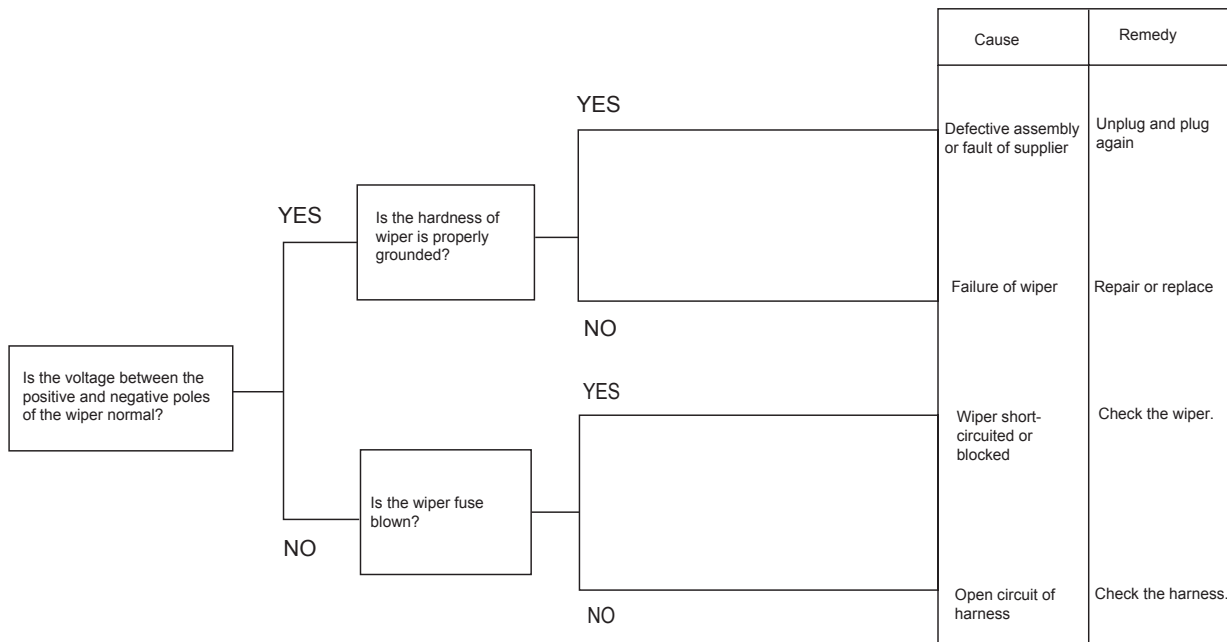 Cause
Remedy
YES
Defective assembly
or fault of supplier
Unplug and plug
again
YES
Is the hardness of
wiper is properly
grounded?
Failure of wiper
Repair or replace
NO
Is the voltage between the
positive and negative poles
of the wiper normal?
YES
Wiper short-
circuited or
blocked
Check the wiper.
Is the wiper fuse
blown?
NO
Open circuit of
harness
Check the harness.
NO